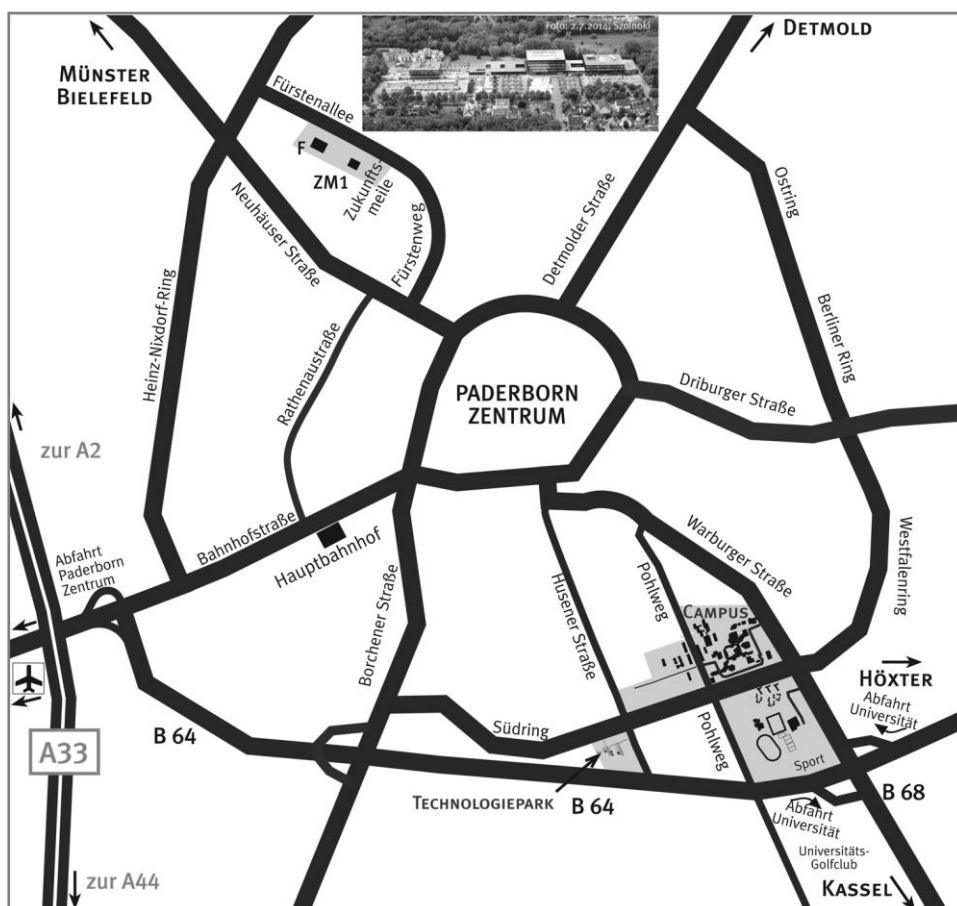 Foto: 2.7.2014, Szolnoki
DETMOLD
MÜNSTER
BIELEFELD
Fürstenallee
F
ZM1
Zukunfts-
meile
Ostring
Neuhäuser Straße
Fürstenweg
Detmolder Straße
Heinz-Nixdorf-Ring
Rathenaustraße
Berliner Ring
PADERBORN
ZENTRUM
Driburger Straße
zur A2
Bahnhofstraße
Hauptbahnhof
Abfahrt
Paderborn
Zentrum
Borchener Straße
Husener Straße
Pohlweg
Warburger Straße
Westfalenring
CAMPUS
HÖXTER
Abfahrt
Universität
B 64
Südring
Pohlweg
A33
Sport
TECHNOLOGIEPARK
B 64
B 68
Abfahrt
Universität
Universitäts-
Golfclub
zur A44
KASSEL